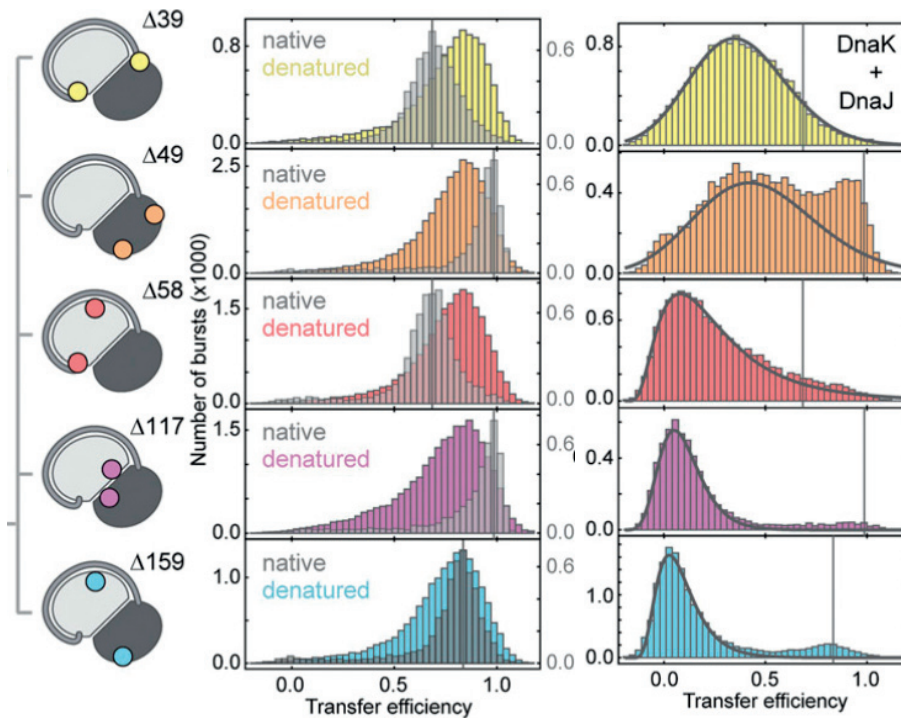 Δ39
Δ49
Δ58
Δ117
Δ159
Number of bursts (x1000)
native
denatured
0.8
0.0
0.6
0.0
native
denatured
2.5
0.0
0.6
0.0
native
denatured
1.5
0.0
0.6
0.0
native
denatured
1.5
0.0
0.6
0.0
native
denatured
1.0
0.0
0.6
0.0
0.0 0.5 1.0
Transfer efficiency
DnaK
+
DnaJ
0.8
0.0
0.4
0.0
0.6
0.0
0.4
0.0
1.0
0.0
0.0 0.5 1.0
Transfer efficiency